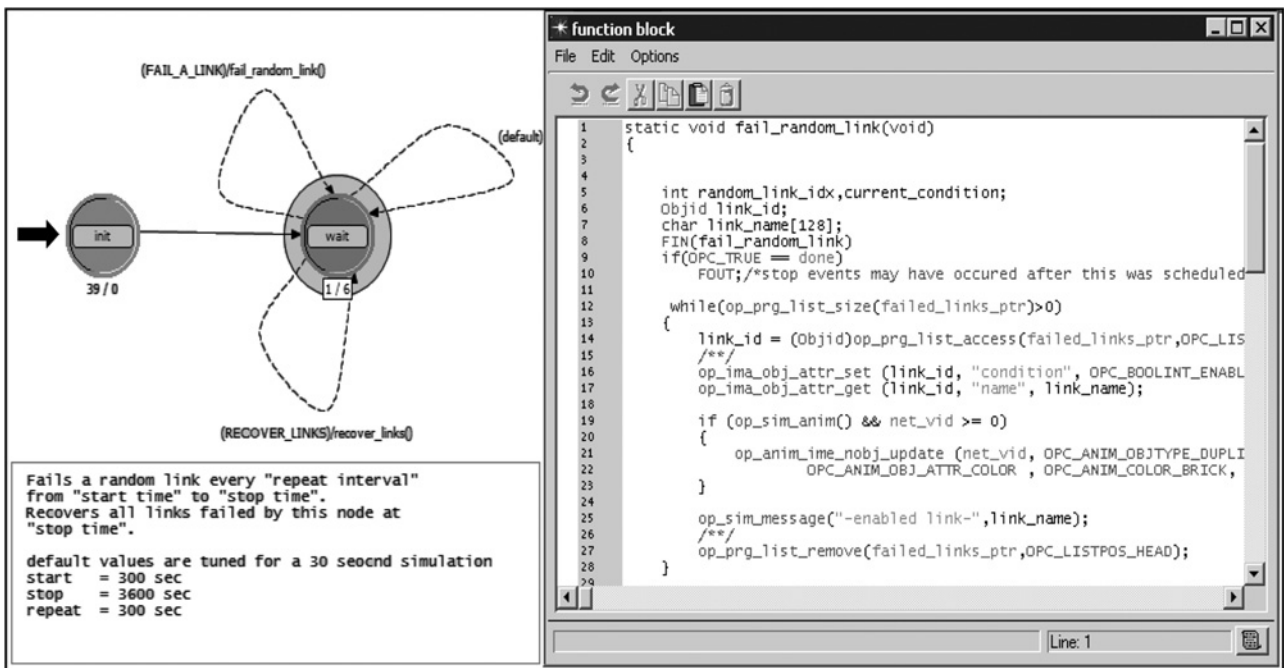 (FAIL_A_LINK)/fail_random_link()
(default)
init
wait
39 / 0
1 / 6
(RECOVER_LINKS)/recover_links()
Fails a random link every "repeat interval"
from "start time" to "stop time".
Recovers all links failed by this node at
"stop time".
default values are tuned for a 30 seocnd simulation
start = 300 sec
stop = 3600 sec
repeat = 300 sec
function block
File Edit Options
1 static void fail_random_link(void)
2 {
3
4
5 int random_link_idx,current_condition;
6 Objid link_id;
7 char link_name[128];
8 FIN(fail_random_link)
9 if(OPC_TRUE == done)
10 FOUT;/*stop events may have occured after this was scheduled
11
12 while(op_prg_list_size(failed_links_ptr)>0)
13 {
14 link_id = (Objid)op_prg_list_access(failed_links_ptr,OPC_LIS
15 /**/
16 op_ima_obj_attr_set (link_id, "condition", OPC_BOOLINT_ENABL
17 op_ima_obj_attr_get (link_id, "name", link_name);
18
19 if (op_sim_anim() && net_vid >= 0)
20 {
21 op_anim_ime_nobj_update (net_vid, OPC_ANIM_OBJTYPE_DUPLI
22 OPC_ANIM_OBJ_ATTR_COLOR , OPC_ANIM_COLOR_BRICK,
23 }
24
25 op_sim_message("-enabled link-",link_name);
26 /**/
27 op_prg_list_remove(failed_links_ptr,OPC_LISTPOS_HEAD);
28 }
29
Line: 1